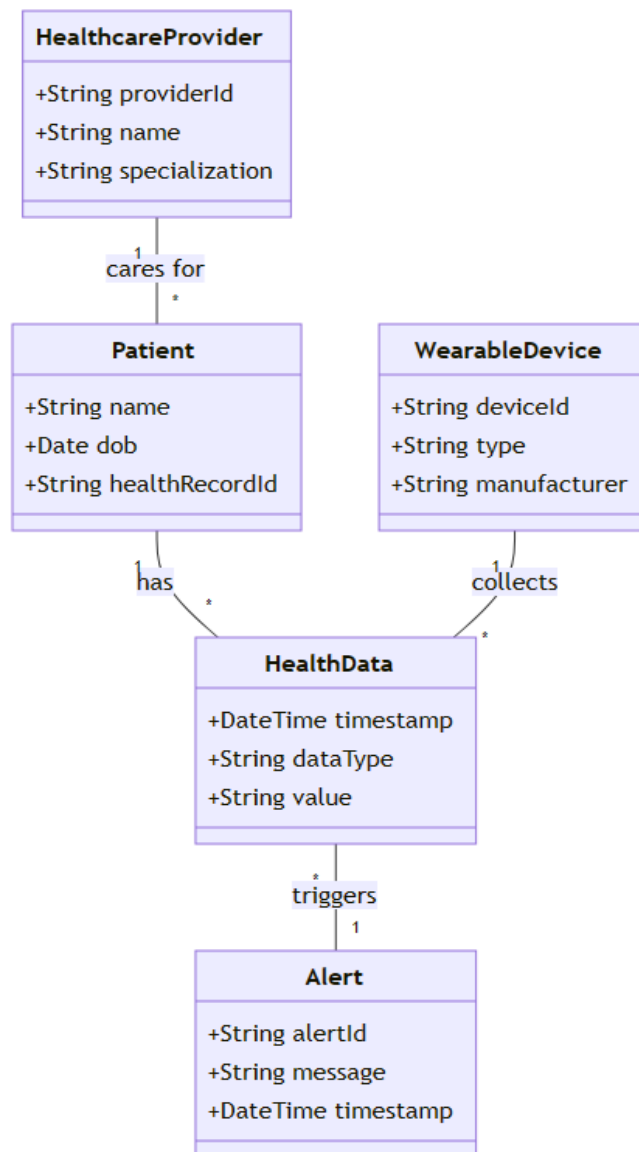 HealthcareProvider
+String providerId
+String name
+String specialization
1
cares for
*
Patient
+String name
+Date dob
+String healthRecordId
WearableDevice
+String deviceId
+String type
+String manufacturer
1
has
*
1
collects
*
HealthData
+DateTime timestamp
+String dataType
+String value
*
triggers
1
Alert
+String alertId
+String message
+DateTime timestamp